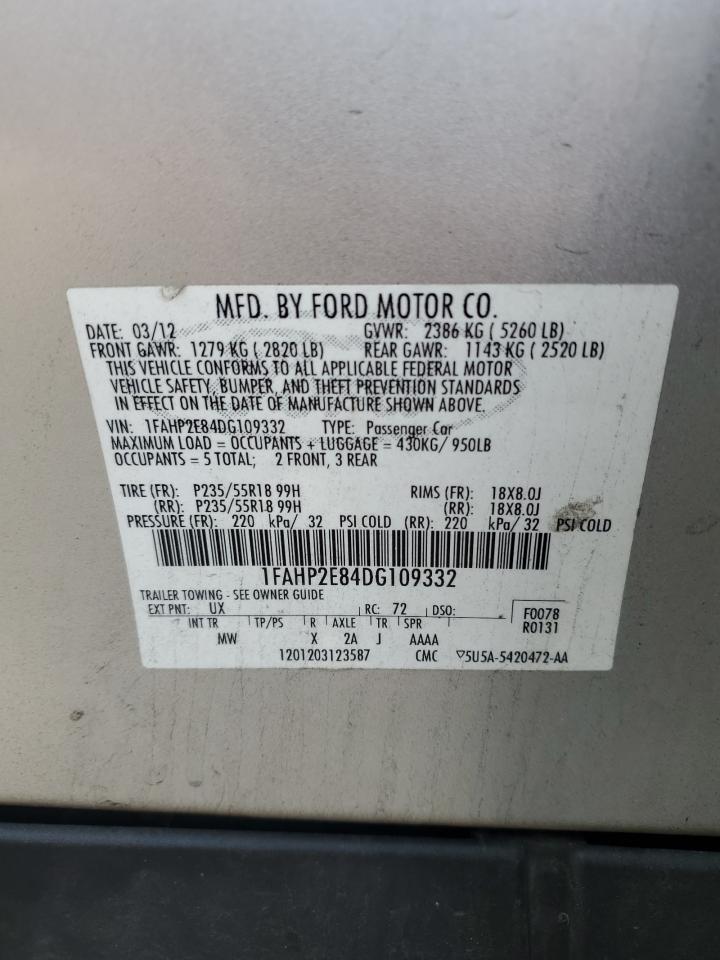 MFD. BY FORD MOTOR CO.
DATE: 03/12 GVWR: 2386 KG ( 5260 LB)
FRONT GAWR: 1279 KG ( 2820 LB) REAR GAWR: 1143 KG ( 2520 LB)
THIS VEHICLE CONFORMS TO ALL APPLICABLE FEDERAL MOTOR
VEHICLE SAFETY, BUMPER, AND THEFT PREVENTION STANDARDS
IN EFFECT ON THE DATE OF MANUFACTURE SHOWN ABOVE.
VIN: 1FAHP2E84DG109332 TYPE: Passenger Car
MAXIMUM LOAD = OCCUPANTS + LUGGAGE = 430KG/ 950LB
OCCUPANTS = 5 TOTAL; 2 FRONT, 3 REAR
TIRE (FR): P235/55R18 99H RIMS (FR): 18X8.0J
(RR): P235/55R18 99H (RR): 18X8.0J
PRESSURE (FR): 220 kPa/ 32 PSI COLD (RR): 220 kPa/ 32 PSI COLD
1FAHP2E84DG109332
TRAILER TOWING - SEE OWNER GUIDE
EXT PNT: UX RC: 72 DSO: F0078
INT TR TP/PS R AXLE TR SPR R0131
MW X 2A J AAAA
1201203123587 CMC ▽5U5A-5420472-AA